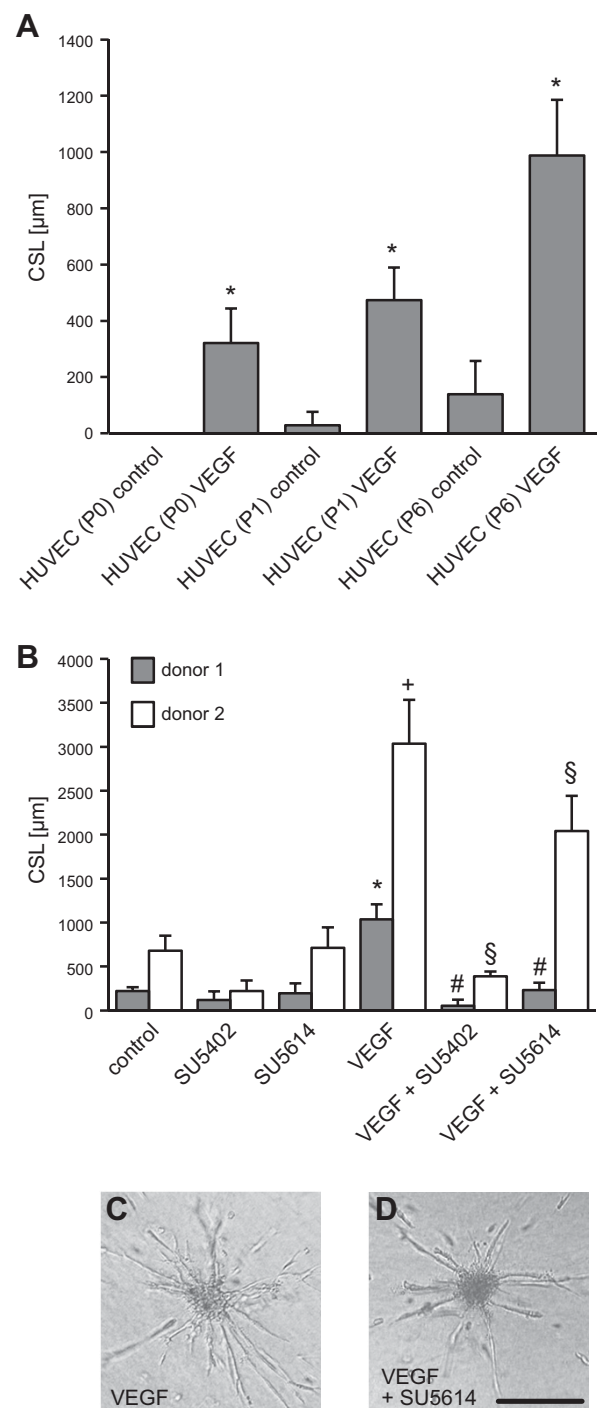 A
1400
1200
1000
800
600
400
200
0
CSL [µm]
*
*
*
HUVEC (P0) control
HUVEC (P0) VEGF
HUVEC (P1) control
HUVEC (P1) VEGF
HUVEC (P6) control
HUVEC (P6) VEGF
B
4000
3500
3000
2500
2000
1500
1000
500
0
CSL [µm]
donor 1
donor 2
*
+
#
§
#
§
control
SU5402
SU5614
VEGF
VEGF + SU5402
VEGF + SU5614
C
VEGF
D
VEGF
+ SU5614